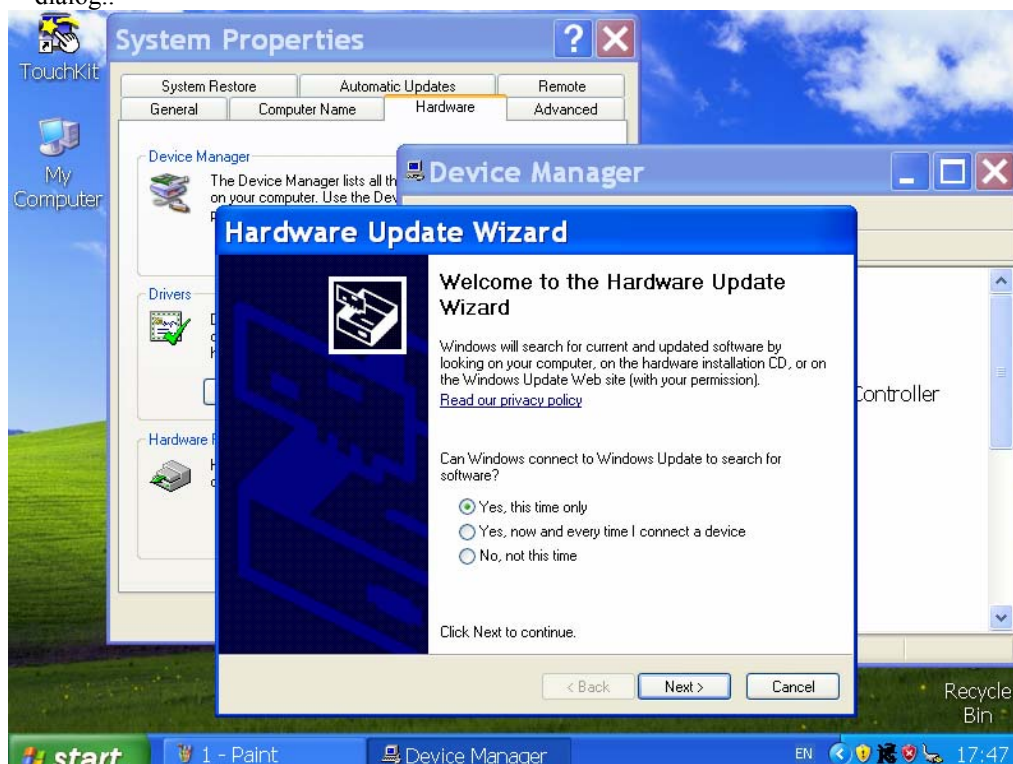 dialog..
System Properties
TouchKit
System Restore
Automatic Updates
Remote
General
Computer Name
Hardware
Advanced
My
Computer
Device Manager
The Device Manager lists all th
on your computer. Use the Dev
Device Manager
Hardware Update Wizard
Drivers
Hardware
Welcome to the Hardware Update
Wizard
Windows will search for current and updated software by
looking on your computer, on the hardware installation CD, or on
the Windows Update Web site (with your permission).
Read our privacy policy
Can Windows connect to Windows Update to search for
software?
Yes, this time only
Yes, now and every time I connect a device
No, not this time
Click Next to continue.
< Back
Next >
Cancel
Controller
Recycle
Bin
start
1 - Paint
Device Manager
EN
17:47